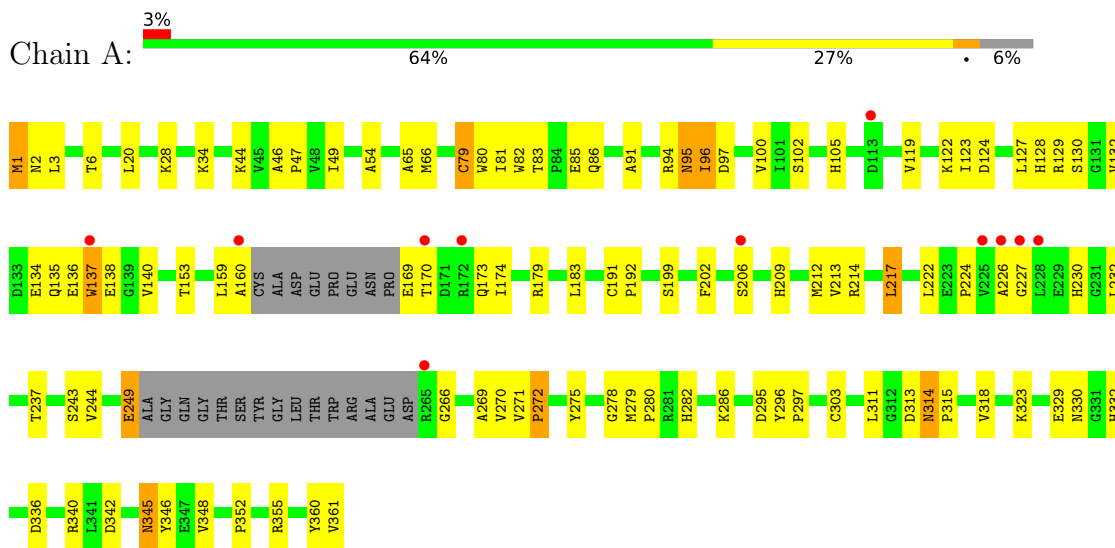 3%
Chain A:
64% 27% • 6%
M1 N2 L3 T6 L20 K28 K34 K44 V45 A46 P47 V48 I49 A54 A65 M66 C79 W80 I81 W82 T83 P84 E85 Q86 A91 R94 N95 I96 D97 V100 I101 S102 H105 D113 V119 K122 I123 D124 L127 H128 R129 S130 G131
D133 E134 Q135 E136 W137 E138 G139 V140 T153 L159 A160 CYS ALA ASP GLU PRO GLU ASN PRO E169 T170 D171 R172 Q173 I174 R179 L183 C191 P192 S199 F202 S206 H209 M212 V213 R214 L217 L222 E223 P224 V225 A226 G227 L228 E229 H230 G231 L232
T237 S243 V244 E249 ALA GLY GLN GLY THR SER TYR GLY LEU THR TRP ARG ALA GLU ASP R265 G266 A269 V270 V271 P272 Y275 G278 M279 P280 R281 H282 K286 D295 Y296 P297 C303 L311 G312 D313 N314 P315 V318 K323 E329 N330 G331
D336 R340 L341 D342 N345 Y346 E347 V348 P352 R355 Y360 V361